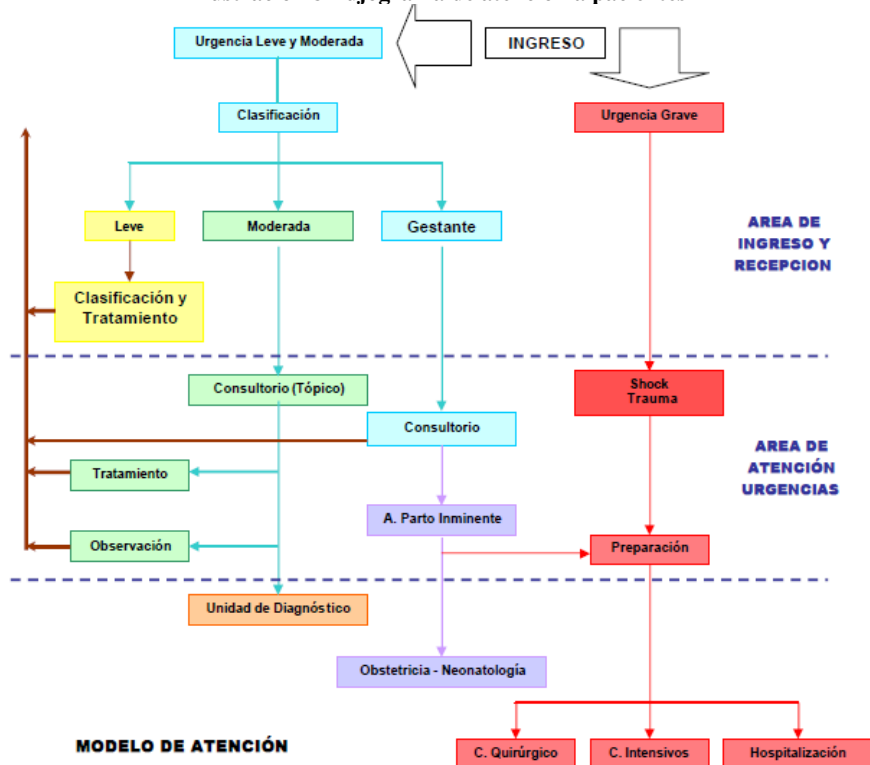 Urgencia Leve y Moderada
INGRESO
Clasificación
Urgencia Grave
Leve
Moderada
Gestante
AREA DE
INGRESO Y
RECEPCION
Clasificación y
Tratamiento
Consultorio (Tópico)
Shock
Trauma
Consultorio
AREA DE
ATENCIÓN
URGENCIAS
Tratamiento
A. Parto Inminente
Observación
Preparación
Unidad de Diagnóstico
Obstetricia - Neonatología
MODELO DE ATENCIÓN
C. Quirúrgico
C. Intensivos
Hospitalización